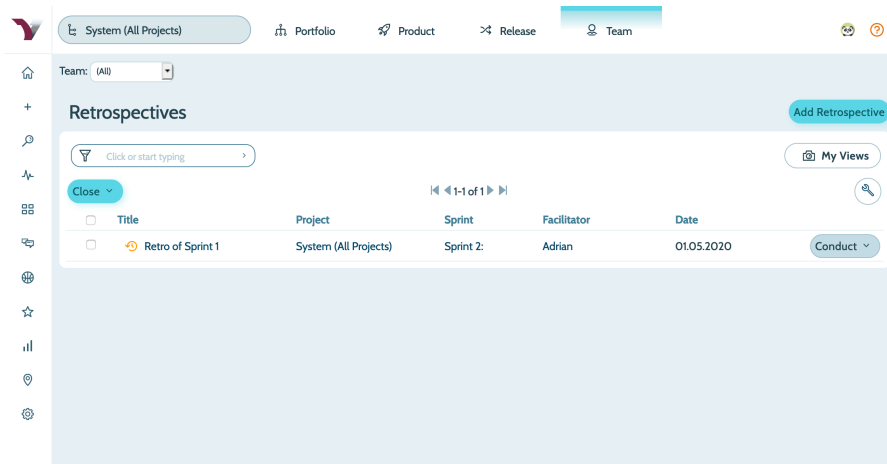 System (All Projects) Portfolio Product Release Team
Team: (All)
Retrospectives Add Retrospective
Click or start typing My Views
Close 1-1 of 1
Title Project Sprint Facilitator Date
Retro of Sprint 1 System (All Projects) Sprint 2: Adrian 01.05.2020 Conduct